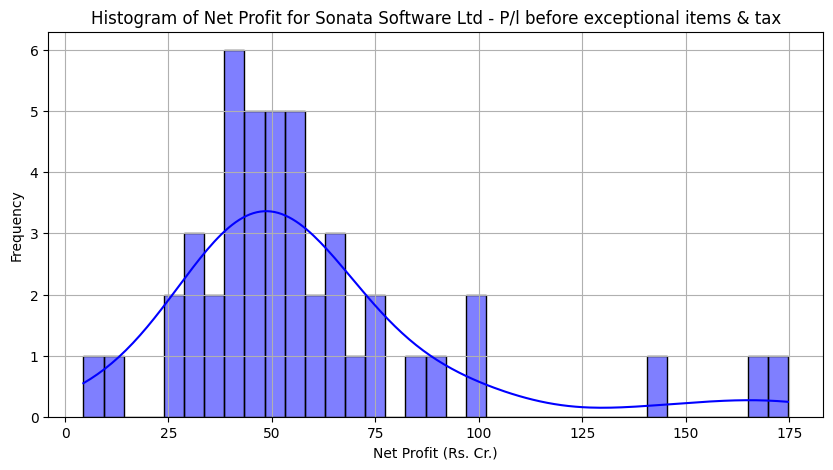 Histogram of Net Profit for Sonata Software Ltd - P/l before exceptional items & tax
6
5
4
3
2
1
0
Frequency
0 25 50 75 100 125 150 175
Net Profit (Rs. Cr.)